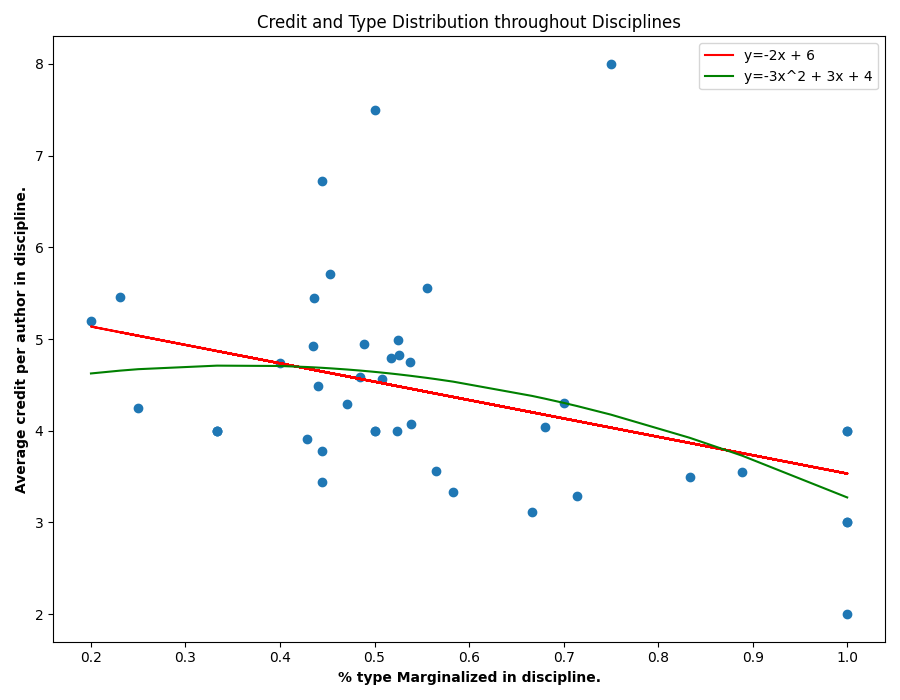 Credit and Type Distribution throughout Disciplines
y=-2x + 6
y=-3x^2 + 3x + 4
8
7
6
5
4
3
2
Average credit per author in discipline.
0.2 0.3 0.4 0.5 0.6 0.7 0.8 0.9 1.0
% type Marginalized in discipline.